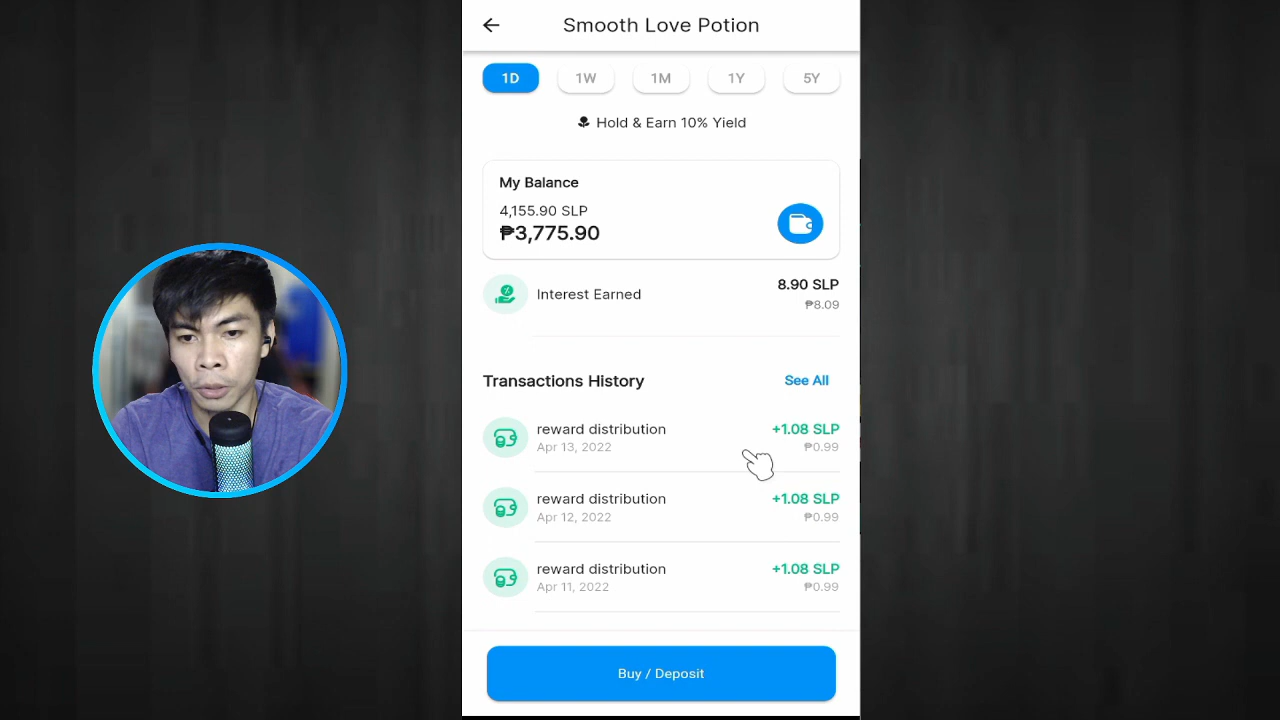 Smooth Love Potion
1D 1W 1M 1Y 5Y
Hold & Earn 10% Yield
My Balance
4,155.90 SLP
₱3,775.90
Interest Earned
8.90 SLP
₱8.09
Transactions History
See All
reward distribution
+1.08 SLP
Apr 13, 2022
₱0.99
reward distribution
+1.08 SLP
Apr 12, 2022
₱0.99
reward distribution
+1.08 SLP
Apr 11, 2022
₱0.99
Buy / Deposit